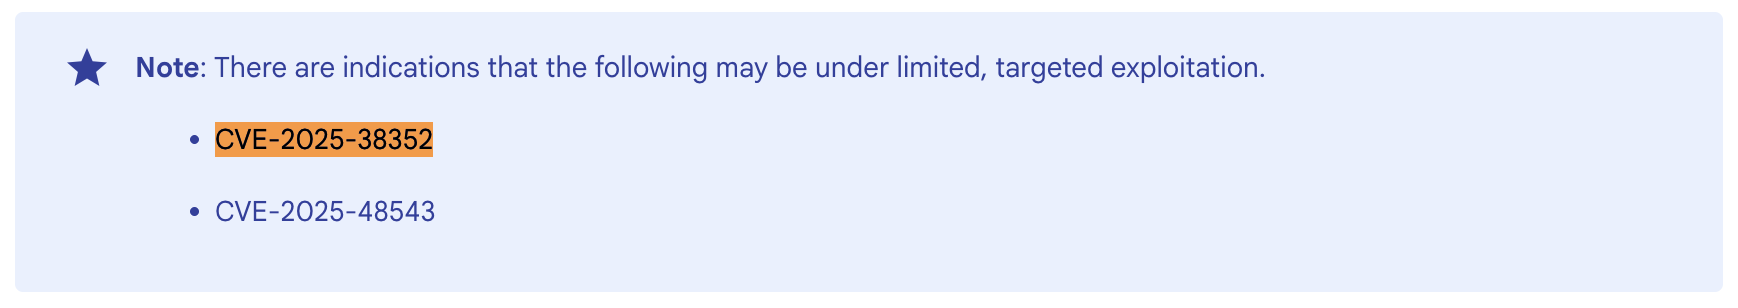 Note: There are indications that the following may be under limited, targeted exploitation.
• CVE-2025-38352
• CVE-2025-48543